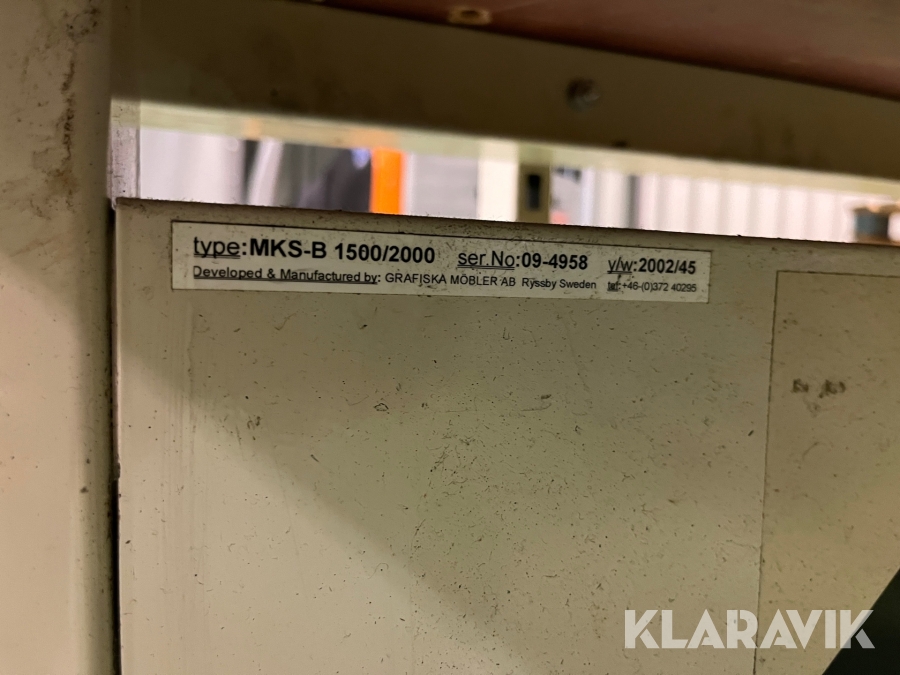 type:MKS-B 1500/2000 ser.No:09-4958 y/w:2002/45
Developed & Manufactured by: GRAFISKA MÖBLER AB Ryssby Sweden tel:+46-(0)372 40295
KLARAVIK